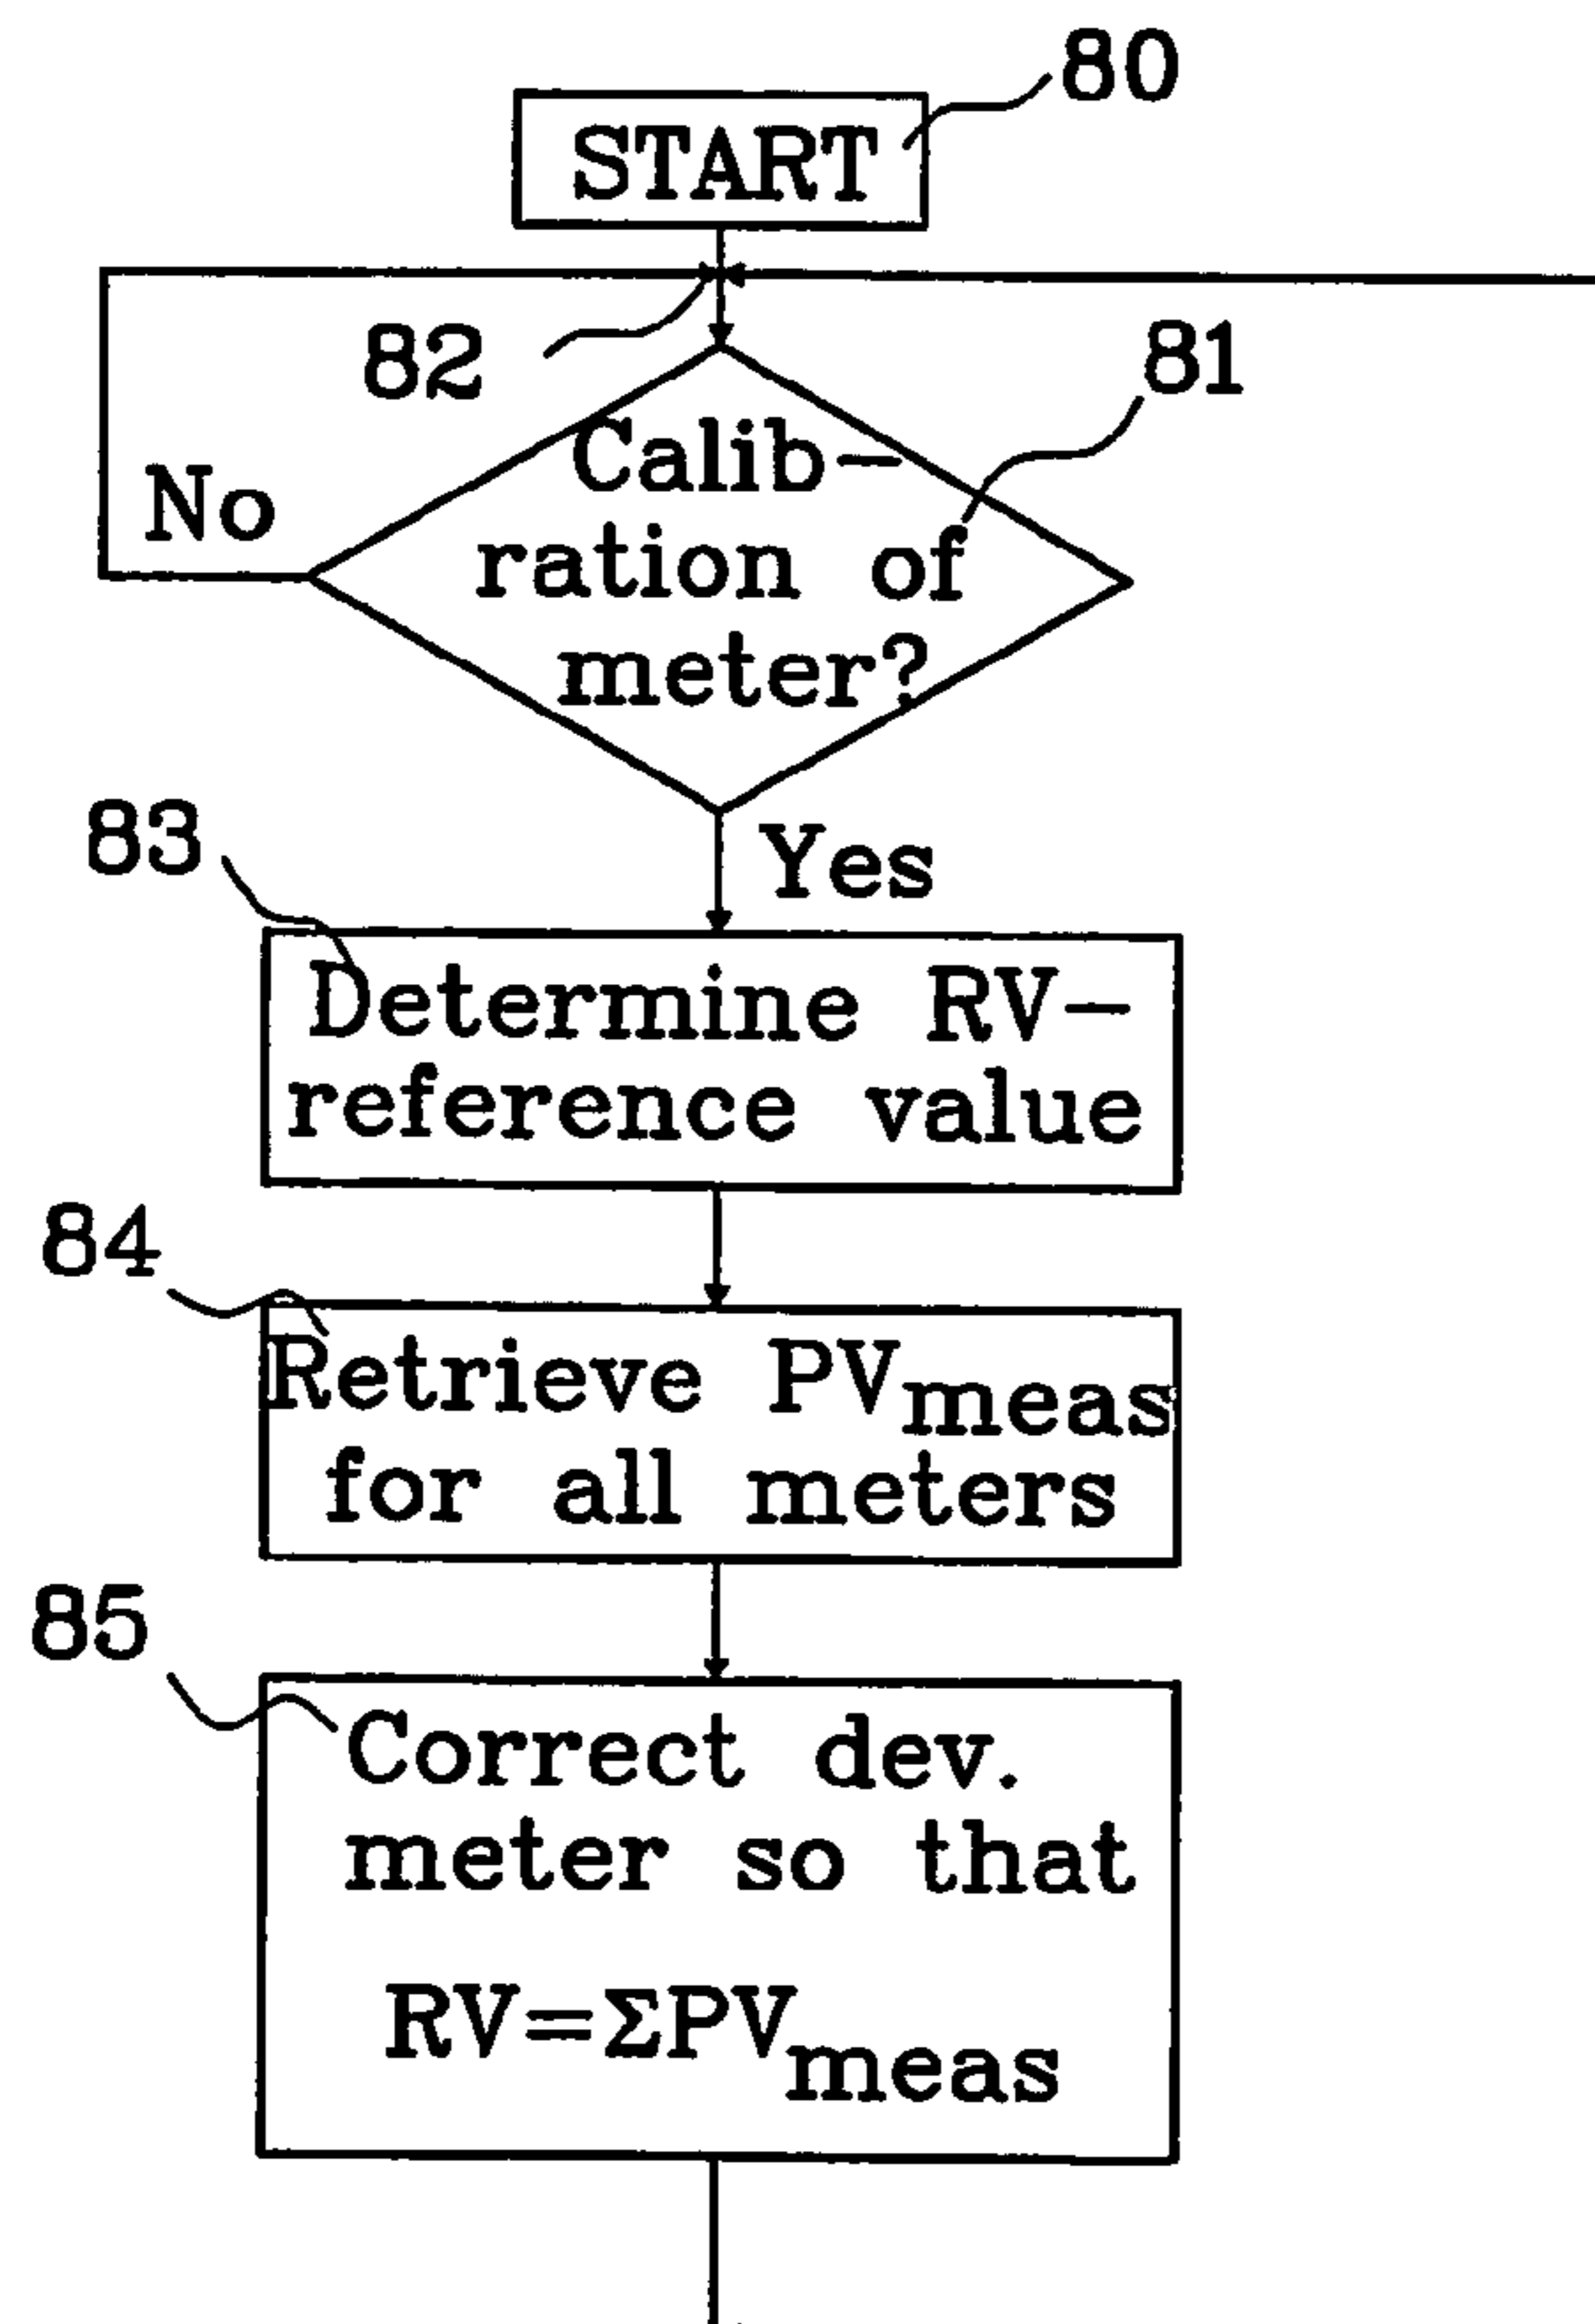 80
START
82
81
No
Calib-
ration of
meter?
83
Yes
Determine RV-
reference value
84
Retrieve PVmeas
for all meters
85
Correct dev.
meter so that
RV=ΣPVmeas